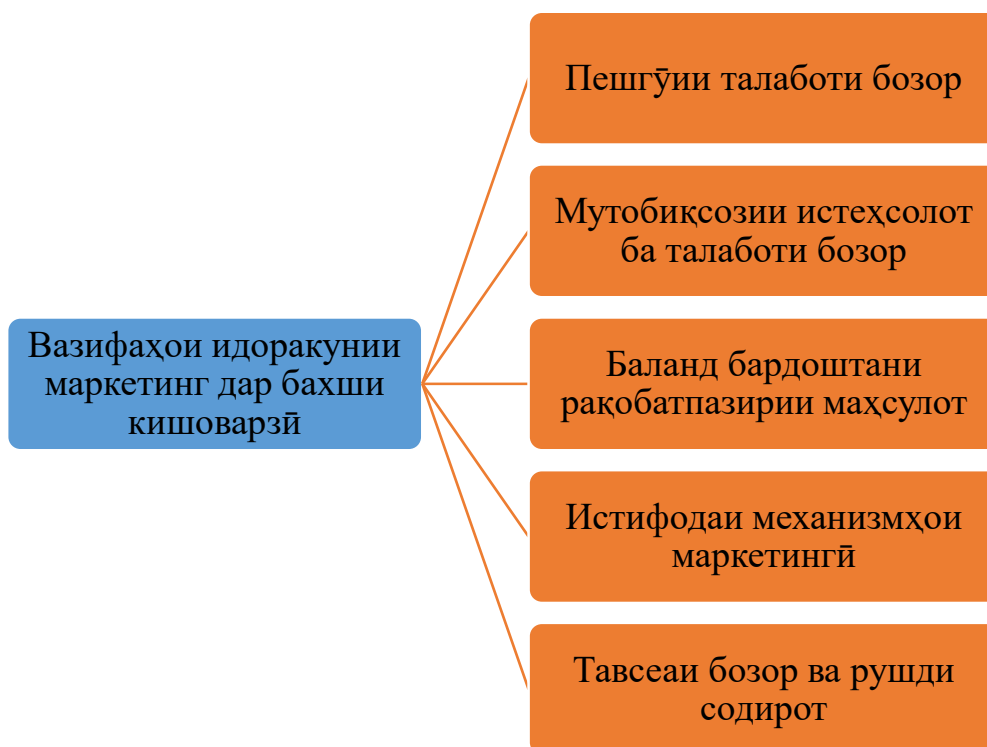 Вазифаҳои идоракунии
маркетинг дар бахши
кишоварзӣ
Пешгӯии талаботи бозор
Мутобиқсозии истеҳсолот
ба талаботи бозор
Баланд бардоштани
рақобатпазирии маҳсулот
Истифодаи механизмҳои
маркетингӣ
Тавсеаи бозор ва рушди
содирот